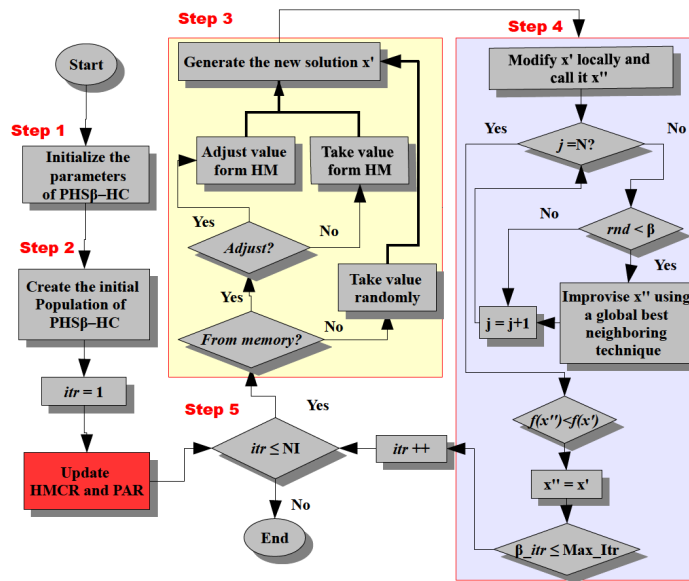 Start
Step 1
Initialize the
parameters
of PHSβ–HC
Step 2
Create the initial
Population of
PHSβ–HC
itr = 1
Update
HMCR and PAR
Step 3
Generate the new solution x'
Adjust value
form HM
Take value
form HM
Yes
Adjust?
No
Take value
randomly
Yes
From memory?
No
Step 5
Yes
itr ≤ NI
No
End
itr ++
Step 4
Modify x' locally and
call it x''
Yes
j =N?
No
No
rnd < β
Yes
j = j+1
Improvise x'' using
a global best
neighboring
technique
f(x'')<f(x')
x'' = x'
β_itr ≤ Max_Itr